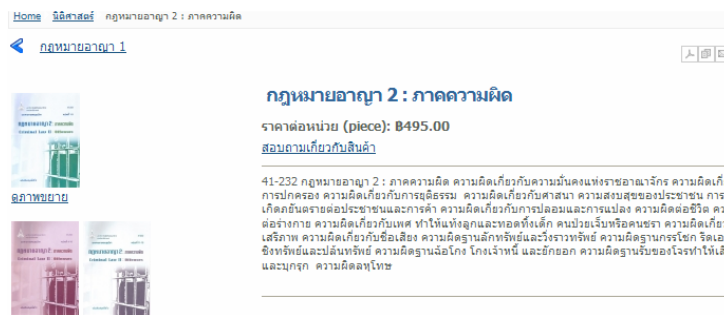 Home นิติศาสตร์ กฎหมายอาญา 2 : ภาคความผิด
กฎหมายอาญา 1
กฎหมายอาญา 2 : ภาคความผิด
ราคาต่อหน่วย (piece): ฿495.00
สอบถามเกี่ยวกับสินค้า
ดูภาพขยาย
41-232 กฎหมายอาญา 2 : ภาคความผิด ความผิดเกี่ยวกับความมั่นคงแห่งราชอาณาจักร ความผิดเกี่
การปกครอง ความผิดเกี่ยวกับการยุติธรรม ความผิดเกี่ยวกับศาสนา ความสงบสุขของประชาชน การ
เกิดภยันตรายต่อประชาชนและการค้า ความผิดเกี่ยวกับการปลอมและการแปลง ความผิดต่อชีวิต คว
ต่อร่างกาย ความผิดเกี่ยวกับเพศ ทำให้แท้งลูกและทอดทิ้งเด็ก คนป่วยเจ็บหรือคนชรา ความผิดเกี่ย
เสรีภาพ ความผิดเกี่ยวกับชื่อเสียง ความผิดฐานลักทรัพย์และวิ่งราวทรัพย์ ความผิดฐานกรรโชก รีดเอ
ชิงทรัพย์และปล้นทรัพย์ ความผิดฐานฉ้อโกง โกงเจ้าหนี้ และยักยอก ความผิดฐานรับของโจรทำให้เสี
และบุกรุก ความผิดลหุโทษ